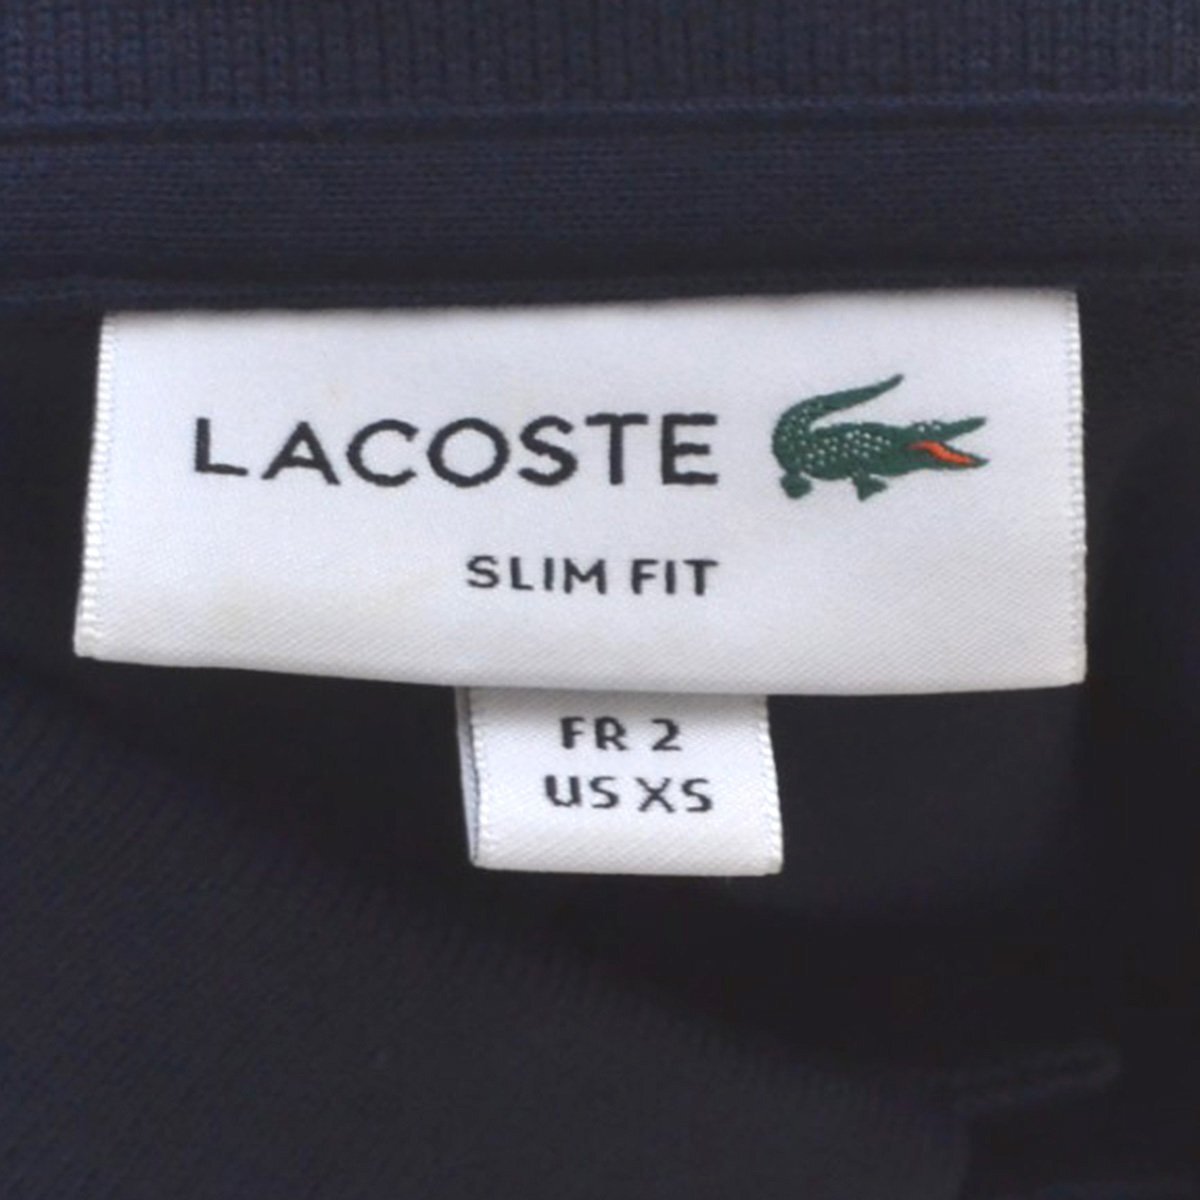 LACOSTE
SLIM FIT
FR 2
US XS